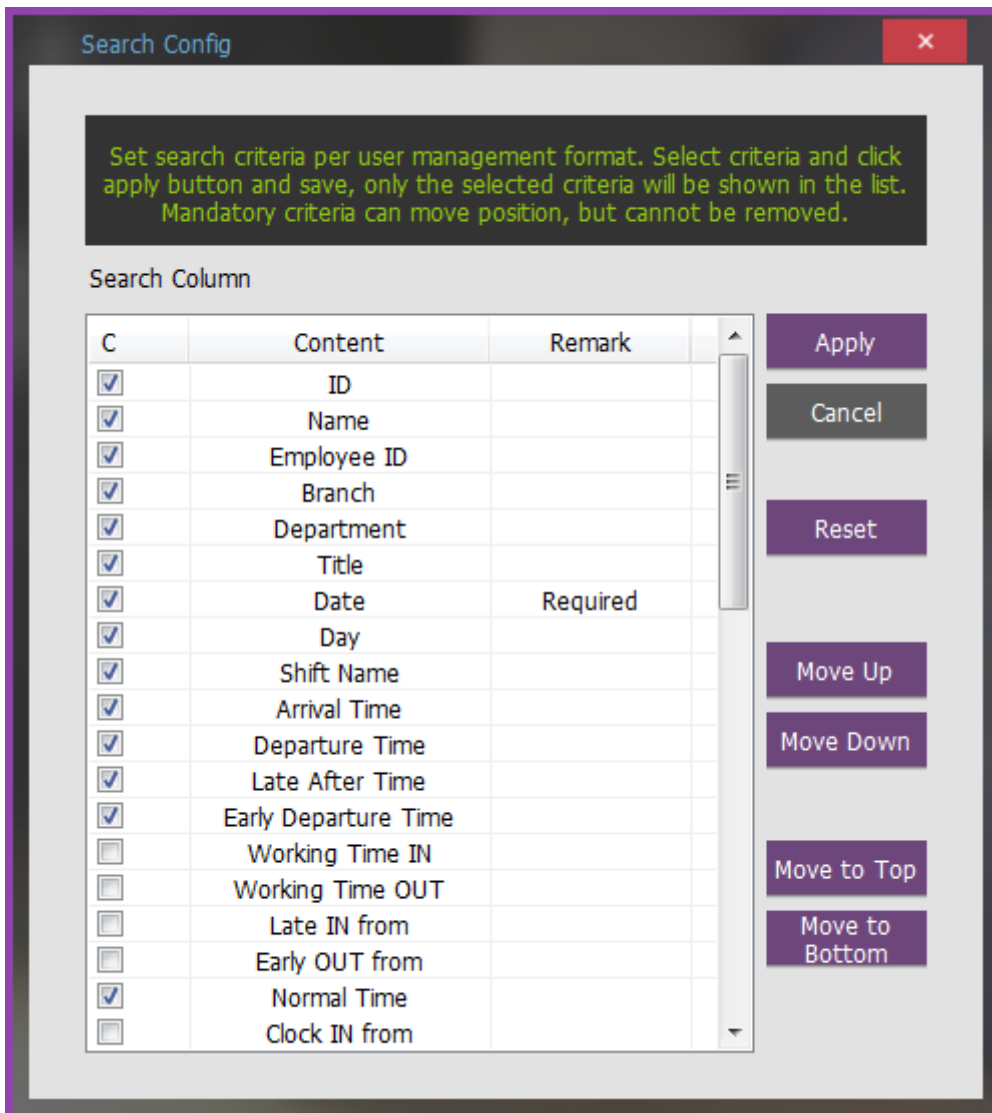 Search Config
Set search criteria per user management format. Select criteria and click
apply button and save, only the selected criteria will be shown in the list.
Mandatory criteria can move position, but cannot be removed.
Search Column
C Content Remark
ID
Name
Employee ID
Branch
Department
Title
Date Required
Day
Shift Name
Arrival Time
Departure Time
Late After Time
Early Departure Time
Working Time IN
Working Time OUT
Late IN from
Early OUT from
Normal Time
Clock IN from
Apply
Cancel
Reset
Move Up
Move Down
Move to Top
Move to
Bottom